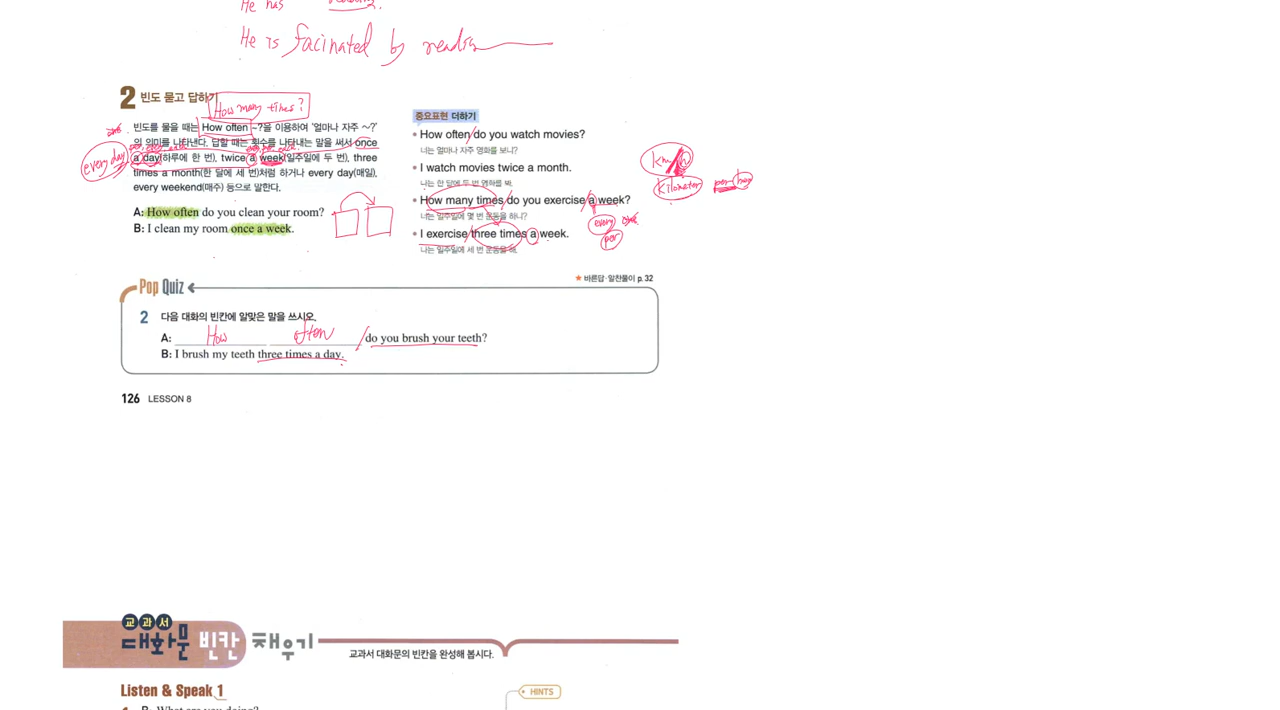 He has
He is facinated by
How many times?
2 빈도 묻고 답하기
빈도를 물을 때는 How often ~?을 이용하여 '얼마나 자주 ~?'
의 의미를 나타낸다. 답할 때는 횟수를 나타내는 말을 써서 once
every day
a day(하루에 한 번), twice a week(일주일에 두 번), three
times a month(한 달에 세 번)처럼 하거나 every day(매일),
every weekend(매주) 등으로 말한다.
A: How often do you clean your room?
B: I clean my room once a week.
중요표현 더하기
• How often do you watch movies?
너는 얼마나 자주 영화를 보니?
• I watch movies twice a month.
나는 한 달에 두 번 영화를 봐.
• How many times do you exercise a week?
너는 일주일에 몇 번 운동을 하니?
every
• I exercise three times a week.
per
나는 일주일에 세 번 운동을 해.
Kilometer per
★ 바른답·알찬풀이 p. 32
Pop Quiz
2 다음 대화의 빈칸에 알맞은 말을 쓰시오.
A: How often do you brush your teeth?
B: I brush my teeth three times a day.
126 LESSON 8
교과서
대화문 빈칸 채우기
교과서 대화문의 빈칸을 완성해 봅시다.
Listen & Speak 1
HINTS
B: What are you doing?